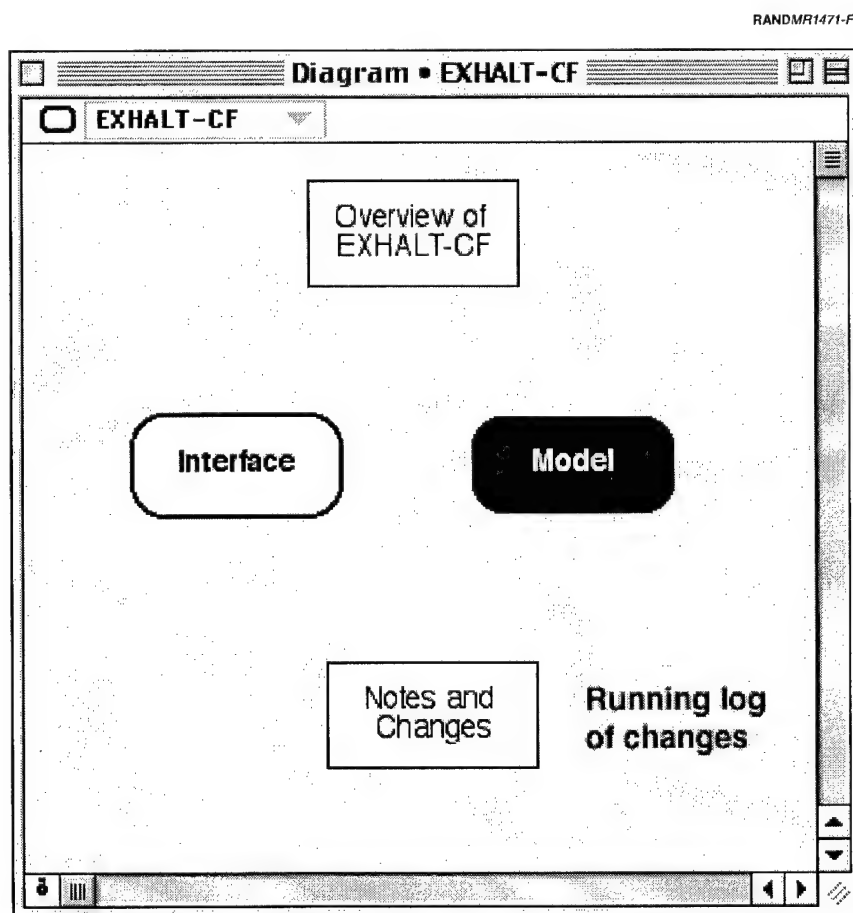 RANDMR1471-F
Diagram • EXHALT-CF
EXHALT-CF
Overview of
EXHALT-CF
Interface
Model
Notes and
Changes
Running log
of changes